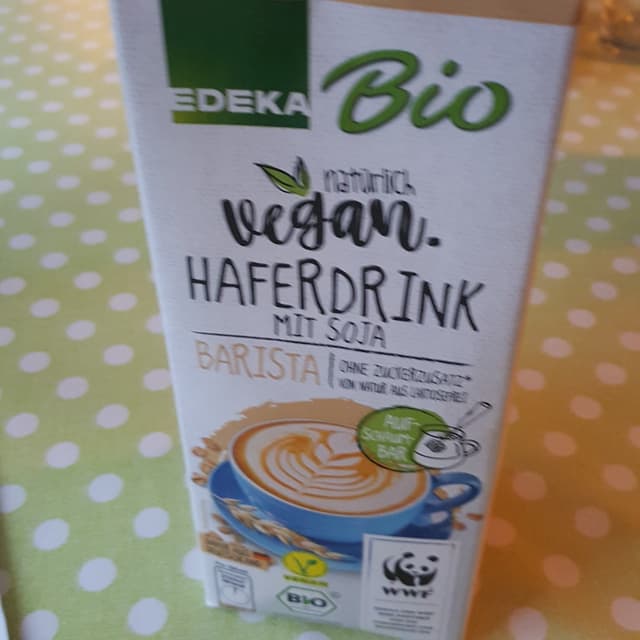 EDEKA Bio
natürlich
vegan.
HAFERDRINK
MIT SOJA
BARISTA
OHNE ZUCKERZUSATZ*
VON NATUR AUS LAKTOSEFREI
AUF-
SCHÄUM-
BAR
VEGAN
BIO
WWF